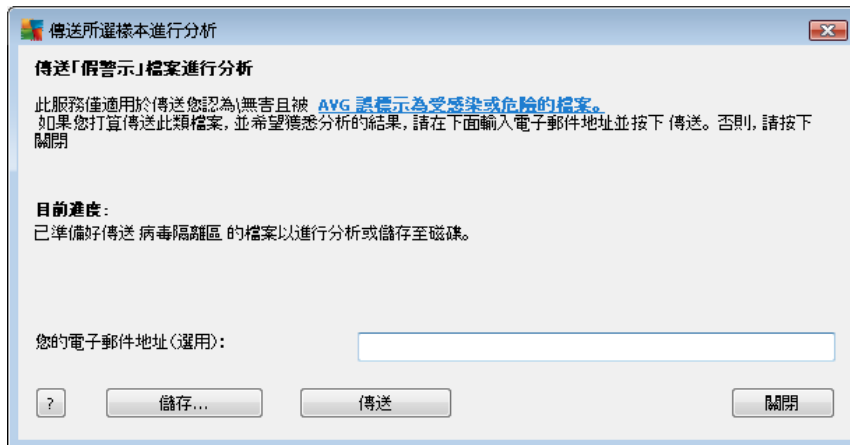 傳送所選樣本進行分析
傳送「假警示」檔案進行分析
此服務僅適用於傳送您認為\無害且被 AVG 誤標示為受感染或危險的檔案。
如果您打算傳送此類檔案, 並希望獲悉分析的結果, 請在下面輸入電子郵件地址並按下 傳送。否則, 請按下
關閉
目前進度:
已準備好傳送 病毒隔離區 的檔案以進行分析或儲存至磁碟。
您的電子郵件地址(選用):
? 儲存... 傳送 關閉